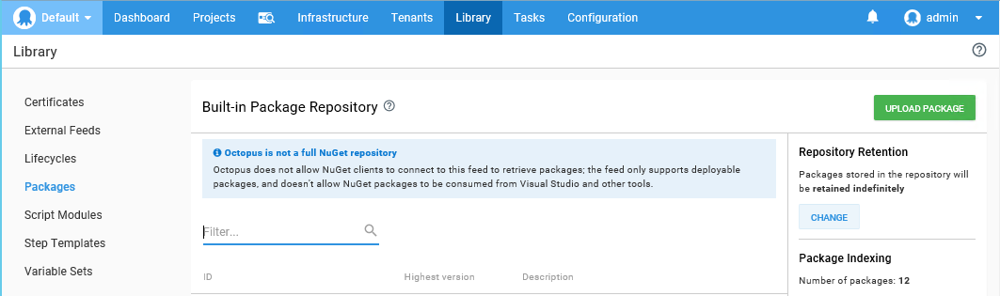 Default Dashboard Projects Infrastructure Tenants Library Tasks Configuration admin
Library
Certificates
External Feeds
Lifecycles
Packages
Script Modules
Step Templates
Variable Sets
Built-in Package Repository
UPLOAD PACKAGE
Octopus is not a full NuGet repository
Octopus does not allow NuGet clients to connect to this feed to retrieve packages; the feed only supports deployable
packages, and doesn't allow NuGet packages to be consumed from Visual Studio and other tools.
Filter...
ID Highest version Description
Repository Retention
Packages stored in the repository will
be retained indefinitely
CHANGE
Package Indexing
Number of packages: 12